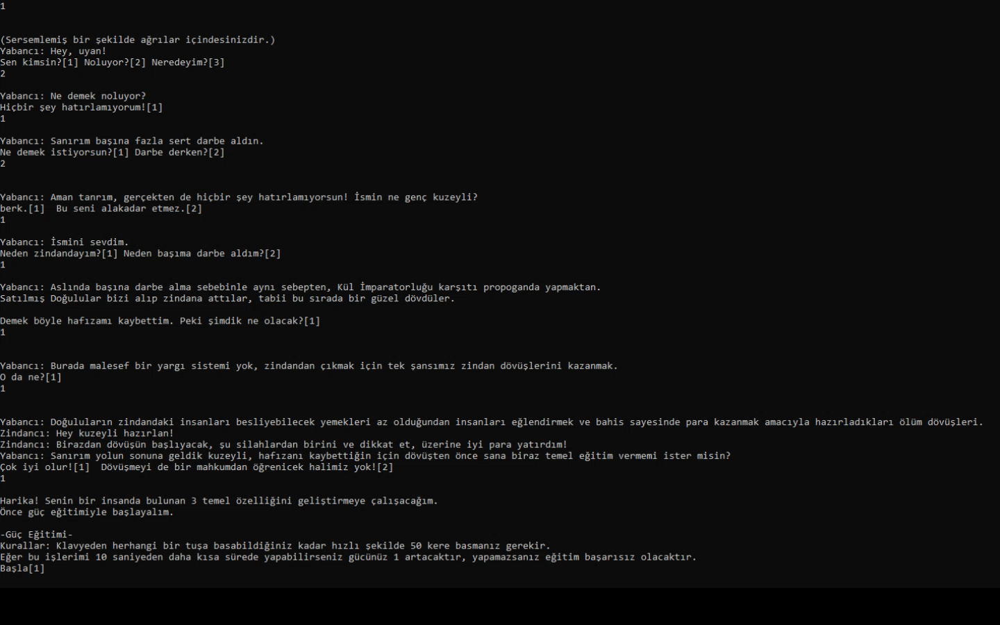 1
(Sersemlemiş bir şekilde ağrılar içindesinizdir.)
Yabancı: Hey, uyan!
Sen kimsin?[1] Noluyor?[2] Neredeyim?[3]
2
Yabancı: Ne demek noluyor?
Hiçbir şey hatırlamıyorum![1]
1
Yabancı: Sanırım başına fazla sert darbe aldın.
Ne demek istiyorsun?[1] Darbe derken?[2]
2
Yabancı: Aman tanrım, gerçekten de hiçbir şey hatırlamıyorsun! İsmin ne genç kuzeyli?
berk.[1]  Bu seni alakadar etmez.[2]
1
Yabancı: İsmini sevdim.
Neden zindandayım?[1] Neden başıma darbe aldım?[2]
1
Yabancı: Aslında başına darbe alma sebebinle aynı sebepten, Kül İmparatorluğu karşıtı propoganda yapmaktan.
Satılmış Doğulular bizi alıp zindana attılar, tabii bu sırada bir güzel dövdüler.
Demek böyle hafızamı kaybettim. Peki şimdik ne olacak?[1]
1
Yabancı: Burada malesef bir yargı sistemi yok, zindandan çıkmak için tek şansımız zindan dövüşlerini kazanmak.
O da ne?[1]
1
Yabancı: Doğuluların zindandaki insanları besliyebilecek yemekleri az olduğundan insanları eğlendirmek ve bahis sayesinde para kazanmak amacıyla hazırladıkları ölüm dövüşleri.
Zindancı: Hey kuzeyli hazırlan!
Zindancı: Birazdan dövüşün başlıyacak, şu silahlardan birini ve dikkat et, üzerine iyi para yatırdım!
Yabancı: Sanırım yolun sonuna geldik kuzeyli, hafızanı kaybettiğin için dövüşten önce sana biraz temel eğitim vermemi ister misin?
Çok iyi olur![1]  Dövüşmeyi de bir mahkumdan öğrenicek halimiz yok![2]
1
Harika! Senin bir insanda bulunan 3 temel özelliğini geliştirmeye çalışacağım.
Önce güç eğitimiyle başlayalım.
-Güç Eğitimi-
Kurallar: Klavyeden herhangi bir tuşa basabildiğiniz kadar hızlı şekilde 50 kere basmanız gerekir.
Eğer bu işlerimi 10 saniyeden daha kısa sürede yapabilirseniz gücünüz 1 artacaktır, yapamazsanız eğitim başarısız olacaktır.
Başla[1]